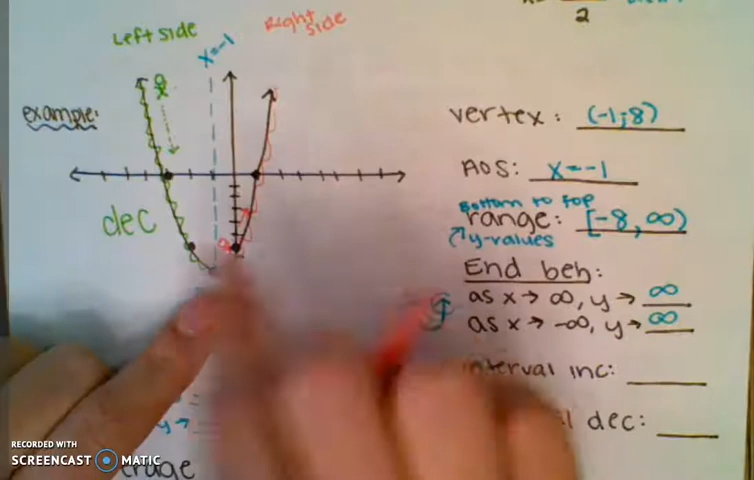 2
Left side
x=-1
Right side
example:
vertex: (-1,8)
AOS: x=-1
Bottom to top
range: [-8, ∞)
y-values
dec
End beh:
as x→ ∞, y→ ∞
as x→ -∞, y→ ∞
interval inc:
dec:
y→
RECORDED WITH
SCREENCAST MATIC